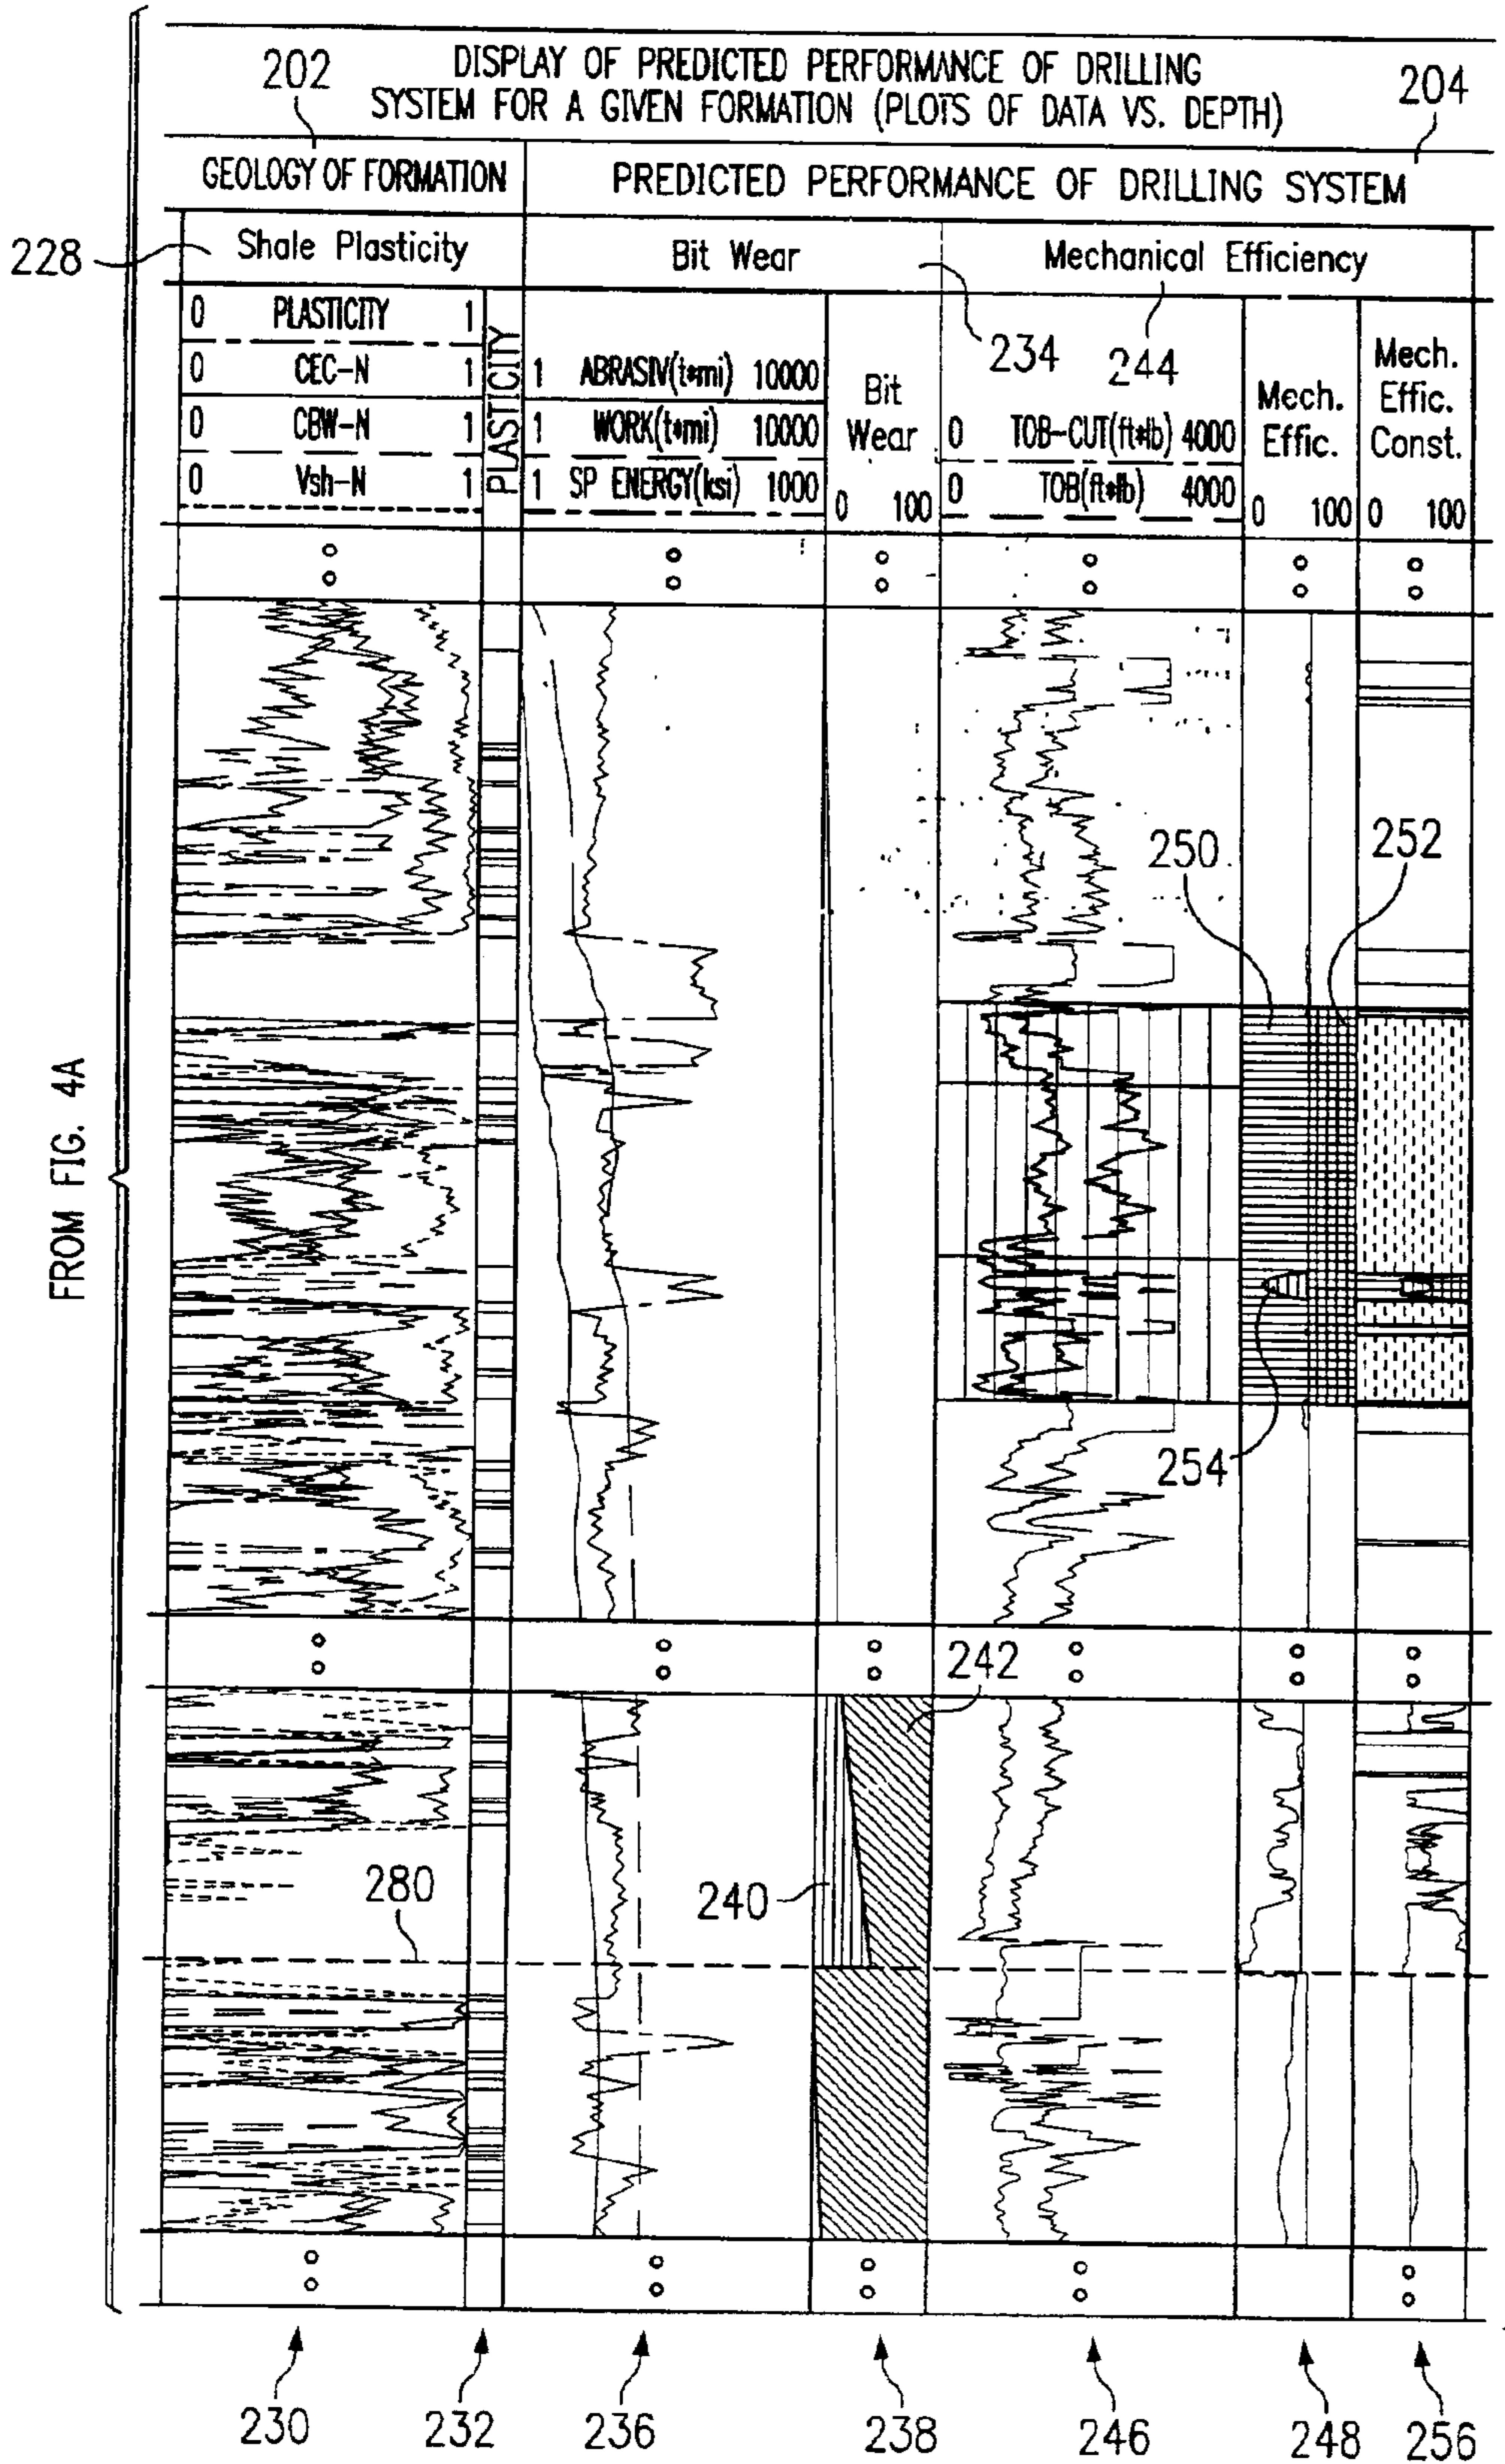 DISPLAY OF PREDICTED PERFORMANCE OF DRILLING
SYSTEM FOR A GIVEN FORMATION (PLOTS OF DATA VS. DEPTH)
202
204
GEOLOGY OF FORMATION
PREDICTED PERFORMANCE OF DRILLING SYSTEM
228
Shale Plasticity
Bit Wear
Mechanical Efficiency
234
244
0 PLASTICITY 1
0 CEC-N 1
0 CBW-N 1
0 Vsh-N 1
PLASTICITY
1 ABRASIV(t*mi) 10000
1 WORK(t*mi) 10000
1 SP ENERGY(ksi) 1000
Bit
Wear
0 100
0 TOB-CUT(ft*lb) 4000
0 TOB(ft*lb) 4000
Mech.
Effic.
0 100
Mech.
Effic.
Const.
0 100
FROM FIG. 4A
250
252
254
242
240
280
230
232
236
238
246
248
256